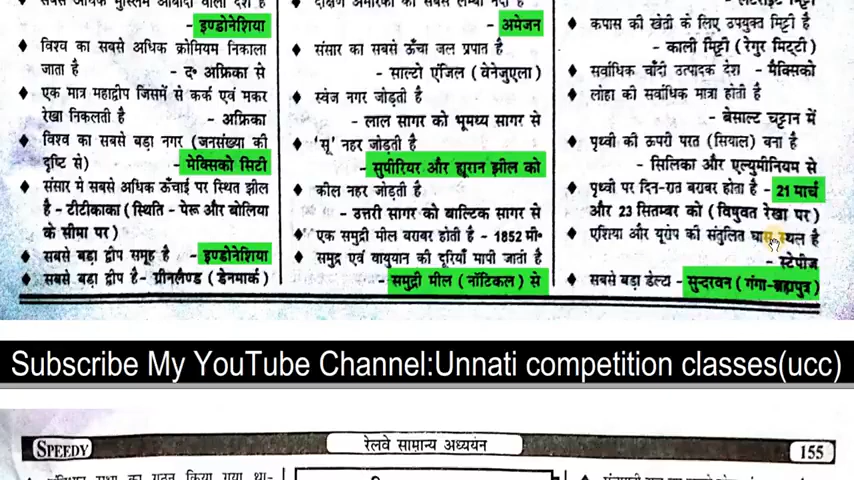 सबसे अधिक मुस्लिम आबादी वाला देश है
- इण्डोनेशिया
विश्व का सबसे अधिक क्रोमियम निकाला
जाता है - द॰ अफ्रिका से
एक मात्र महाद्वीप जिसमें से कर्क एवं मकर
रेखा निकलती है - अफ्रिका
विश्व का सबसे बड़ा नगर (जनसंख्या की
दृष्टि से) - मेक्सिको सिटी
संसार मे सबसे अधिक ऊँचाई पर स्थित झील
है - टीटीकाका (स्थिति - पेरू और बोलिया
के सीमा पर)
सबसे बड़ा द्वीप समूह है - इण्डोनेशिया
सबसे बड़ा द्वीप है- ग्रीनलैण्ड (डेनमार्क)
दक्षिण अमेरिका की सबसे लम्बी नदी है
- अमेजन
संसार का सबसे ऊँचा जल प्रपात है
- साल्टो एंजिल (वेनेजुएला)
स्वेज नगर जोड़ती है
- लाल सागर को भूमध्य सागर से
'सू' नहर जोड़ती है
- सुपीरियर और ह्यूरान झील को
कील नहर जोड़ती है
- उत्तरी सागर को बाल्टिक सागर से
एक समुद्री मील बराबर होती है - 1852 मी॰
समुद्र एवं वायुयान की दूरियाँ मापी जाती है
- समुद्री मील (नॉटिकल) से
कपास की खेती के लिए उपयुक्त मिट्टी है
- काली मिट्टी (रेगुर मिट्टी)
सर्वाधिक चाँदी उत्पादक देश - मैक्सिको
लोहा की सर्वाधिक मात्रा होती है
- बेसाल्ट चट्टान में
पृथ्वी की ऊपरी परत (सियाल) बना है
- सिलिका और एल्युमीनियम से
पृथ्वी पर दिन-रात बराबर होता है - 21 मार्च
और 23 सितम्बर को (विषुवत रेखा पर)
एशिया और यूरोप की संतुलित घास स्थल है
- स्टेपीज
सबसे बड़ा डेल्टा - सुन्दरवन (गंगा-ब्रह्मपुत्र)
Subscribe My YouTube Channel:Unnati competition classes(ucc)
SPEEDY
रेलवे सामान्य अध्ययन
155